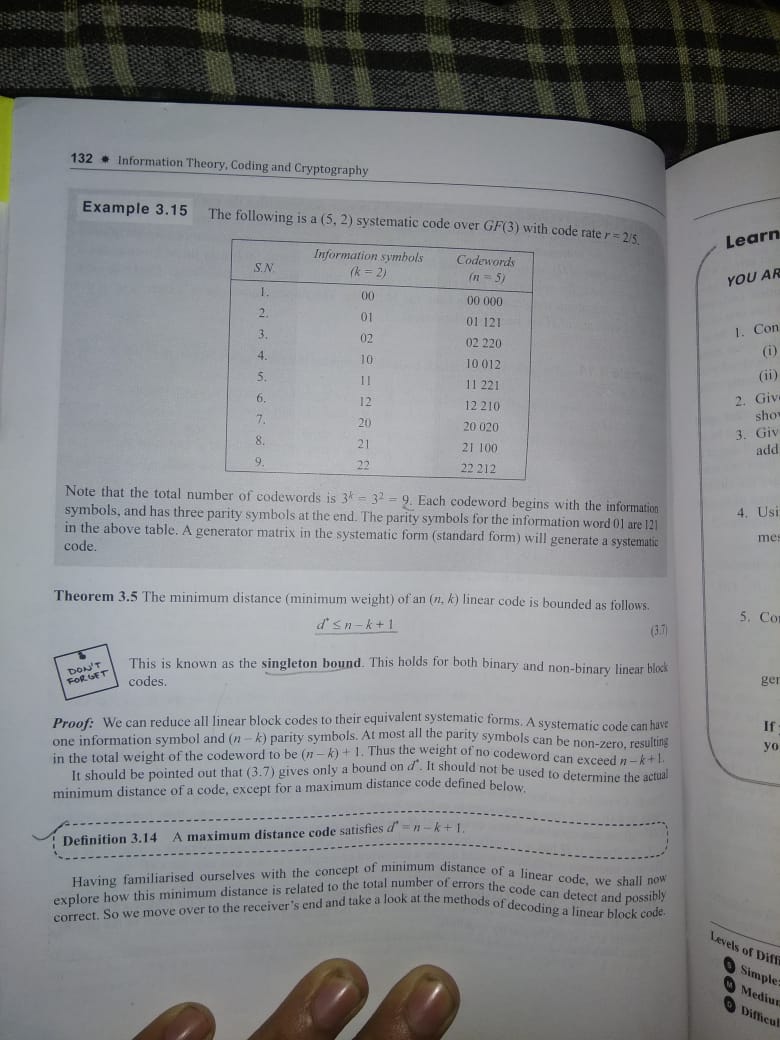 132 * Information Theory, Coding and Cryptography
Example 3.15 The following is a (5, 2) systematic code over GF(3) with code rate r = 2/5.
S.N. Information symbols (k = 2) Codewords (n = 5)
1. 00 00 000
2. 01 01 121
3. 02 02 220
4. 10 10 012
5. 11 11 221
6. 12 12 210
7. 20 20 020
8. 21 21 100
9. 22 22 212
Note that the total number of codewords is 3^k = 3^2 = 9. Each codeword begins with the information
symbols, and has three parity symbols at the end. The parity symbols for the information word 01 are 121
in the above table. A generator matrix in the systematic form (standard form) will generate a systematic
code.
Theorem 3.5 The minimum distance (minimum weight) of an (n, k) linear code is bounded as follows.
d* ≤ n – k + 1 (3.7)
DON'T
FORGET
This is known as the singleton bound. This holds for both binary and non-binary linear block
codes.
Proof: We can reduce all linear block codes to their equivalent systematic forms. A systematic code can have
one information symbol and (n – k) parity symbols. At most all the parity symbols can be non-zero, resulting
in the total weight of the codeword to be (n – k) + 1. Thus the weight of no codeword can exceed n – k + 1.
It should be pointed out that (3.7) gives only a bound on d*. It should not be used to determine the actual
minimum distance of a code, except for a maximum distance code defined below.
Definition 3.14 A maximum distance code satisfies d* = n – k + 1.
Having familiarised ourselves with the concept of minimum distance of a linear code, we shall now
explore how this minimum distance is related to the total number of errors the code can detect and possibly
correct. So we move over to the receiver's end and take a look at the methods of decoding a linear block code.
Learn
YOU AR
1. Con
(i)
(ii)
2. Giv
sho
3. Giv
add
4. Usi
mes
5. Co
gen
If
yo
Levels of Diffi
S Simple:
M Mediu
D Difficul